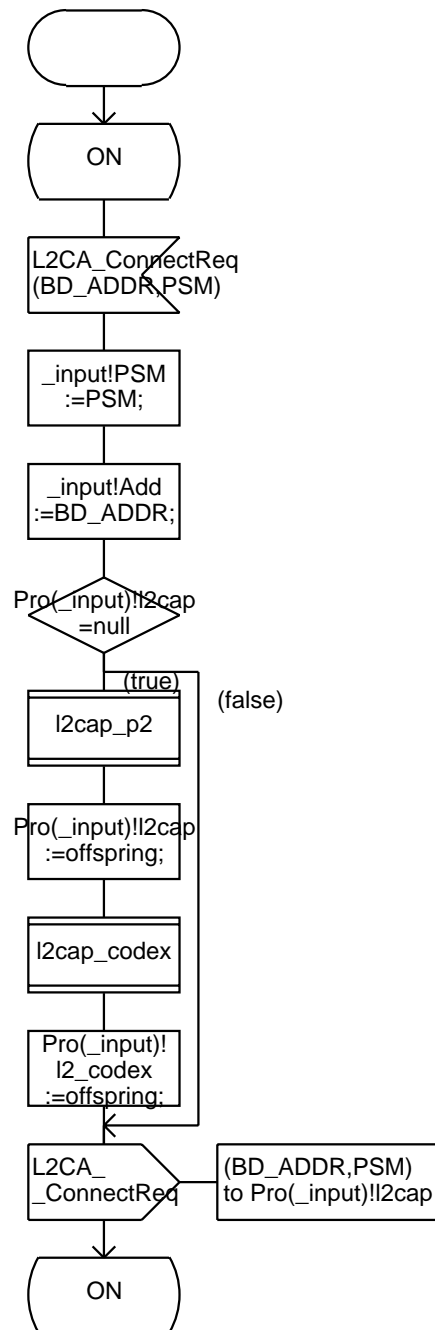 ON
L2CA_ConnectReq
(BD_ADDR,PSM)
_input!PSM
:=PSM;
_input!Add
:=BD_ADDR;
Pro(_input)!l2cap
=null
(true)
(false)
l2cap_p2
Pro(_input)!l2cap
:=offspring;
l2cap_codex
Pro(_input)!
l2_codex
:=offspring;
L2CA_
_ConnectReq
(BD_ADDR,PSM)
to Pro(_input)!l2cap
ON